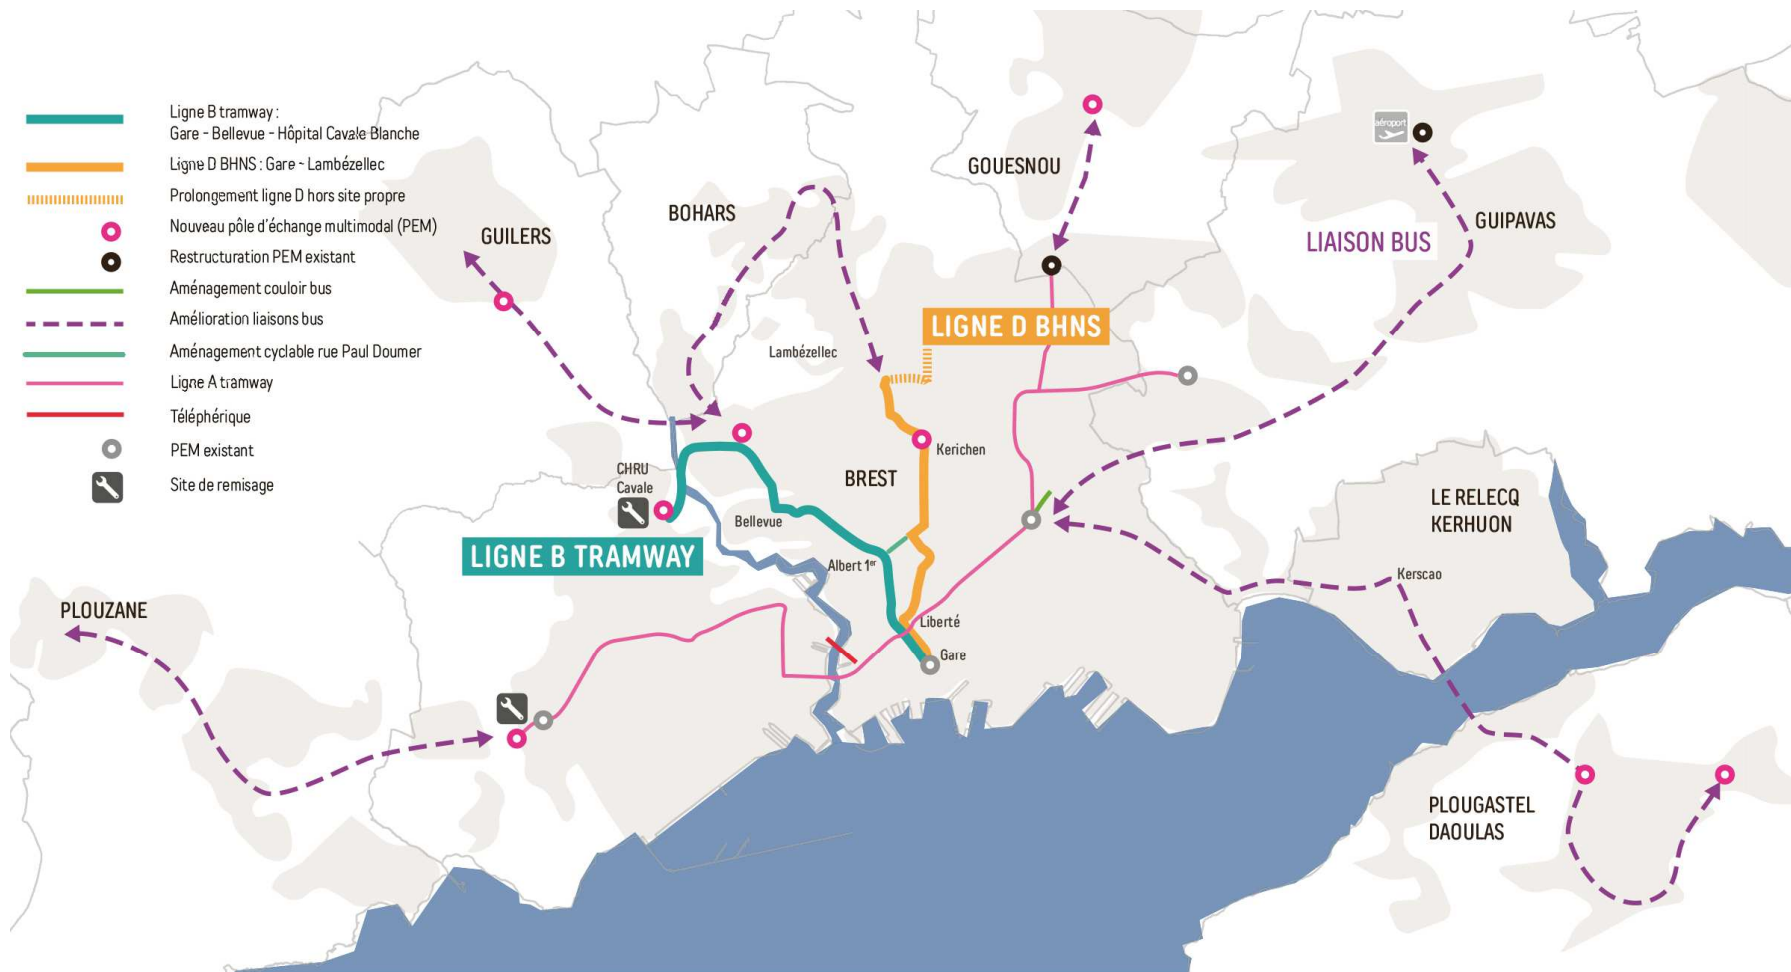 Ligne B tramway :
Gare - Bellevue - Hôpital Cavale Blanche
Ligne D BHNS : Gare - Lambézellec
Prolongement ligne D hors site propre
Nouveau pôle d'échange multimodal (PEM)
Restructuration PEM existant
Aménagement couloir bus
Amélioration liaisons bus
Aménagement cyclable rue Paul Doumer
Ligne A tramway
Téléphérique
PEM existant
Site de remisage
aéroport
GOUESNOU
BOHARS
GUILERS
GUIPAVAS
LIAISON BUS
LIGNE D BHNS
Lambézellec
Kerichen
BREST
CHRU
Cavale
LE RELECQ
KERHUON
Bellevue
LIGNE B TRAMWAY
Albert 1er
Kerscao
PLOUZANE
Liberté
Gare
PLOUGASTEL
DAOULAS